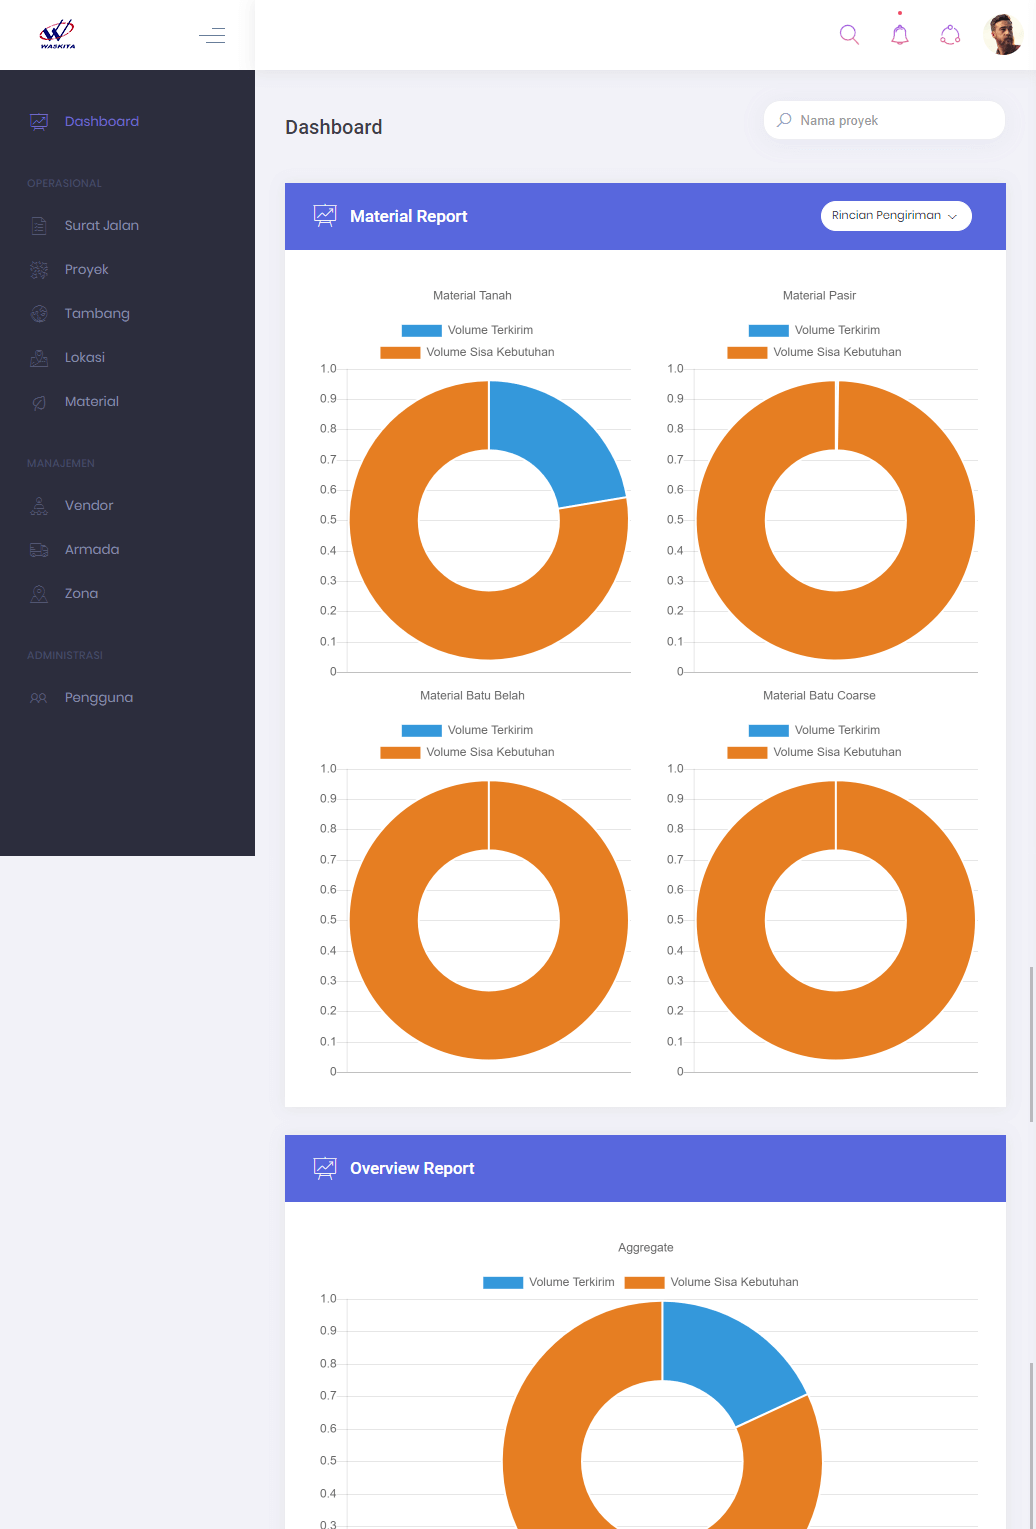 WASKITA
Dashboard
OPERASIONAL
Surat Jalan
Proyek
Tambang
Lokasi
Material
MANAJEMEN
Vendor
Armada
Zona
ADMINISTRASI
Pengguna
Dashboard
Nama proyek
Material Report
Rincian Pengiriman
Material Tanah
Volume Terkirim
Volume Sisa Kebutuhan
1.0
0.9
0.8
0.7
0.6
0.5
0.4
0.3
0.2
0.1
0
Material Pasir
Volume Terkirim
Volume Sisa Kebutuhan
1.0
0.9
0.8
0.7
0.6
0.5
0.4
0.3
0.2
0.1
0
Material Batu Belah
Volume Terkirim
Volume Sisa Kebutuhan
1.0
0.9
0.8
0.7
0.6
0.5
0.4
0.3
0.2
0.1
0
Material Batu Coarse
Volume Terkirim
Volume Sisa Kebutuhan
1.0
0.9
0.8
0.7
0.6
0.5
0.4
0.3
0.2
0.1
0
Overview Report
Aggregate
Volume Terkirim Volume Sisa Kebutuhan
1.0
0.9
0.8
0.7
0.6
0.5
0.4
0.3